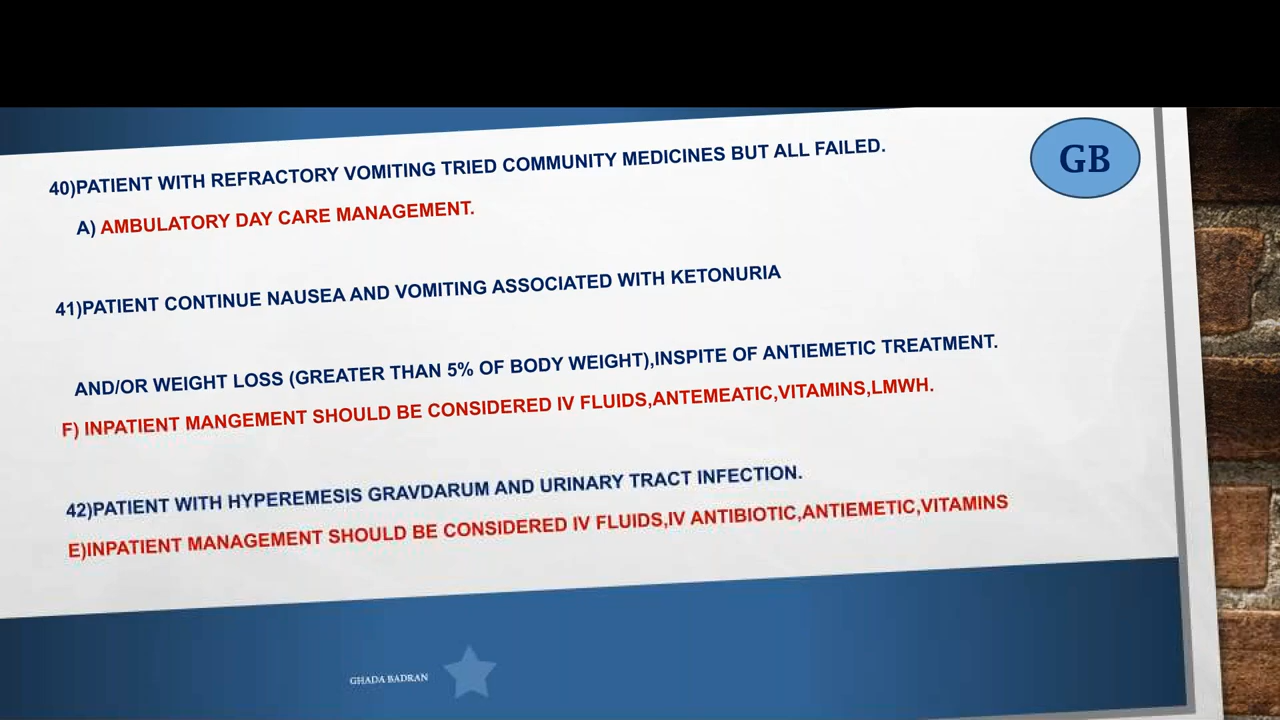 GB
40)PATIENT WITH REFRACTORY VOMITING TRIED COMMUNITY MEDICINES BUT ALL FAILED.
A) AMBULATORY DAY CARE MANAGEMENT.
41)PATIENT CONTINUE NAUSEA AND VOMITING ASSOCIATED WITH KETONURIA
AND/OR WEIGHT LOSS (GREATER THAN 5% OF BODY WEIGHT),INSPITE OF ANTIEMETIC TREATMENT.
F) INPATIENT MANGEMENT SHOULD BE CONSIDERED IV FLUIDS,ANTEMEATIC,VITAMINS,LMWH.
42)PATIENT WITH HYPEREMESIS GRAVDARUM AND URINARY TRACT INFECTION.
E)INPATIENT MANAGEMENT SHOULD BE CONSIDERED IV FLUIDS,IV ANTIBIOTIC,ANTIEMETIC,VITAMINS
GHADA BADRAN